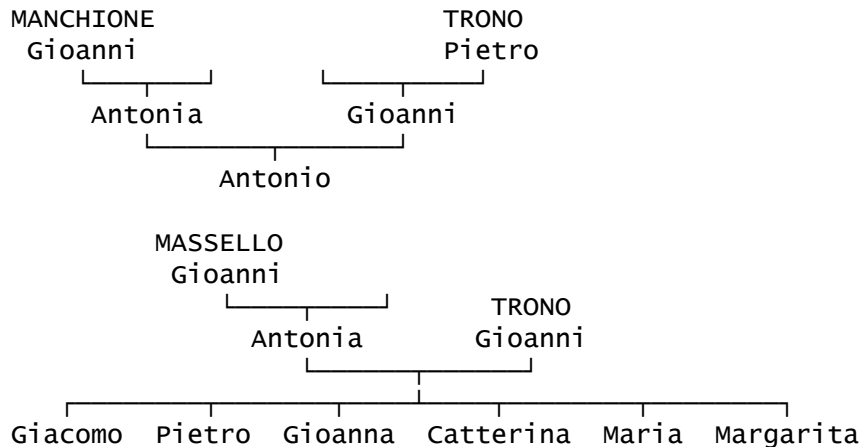 MANCHIONE TRONO
Gioanni Pietro
Antonia Gioanni
Antonio
MASSELLO
Gioanni
TRONO
Antonia Gioanni
Giacomo Pietro Gioanna Catterina Maria Margarita